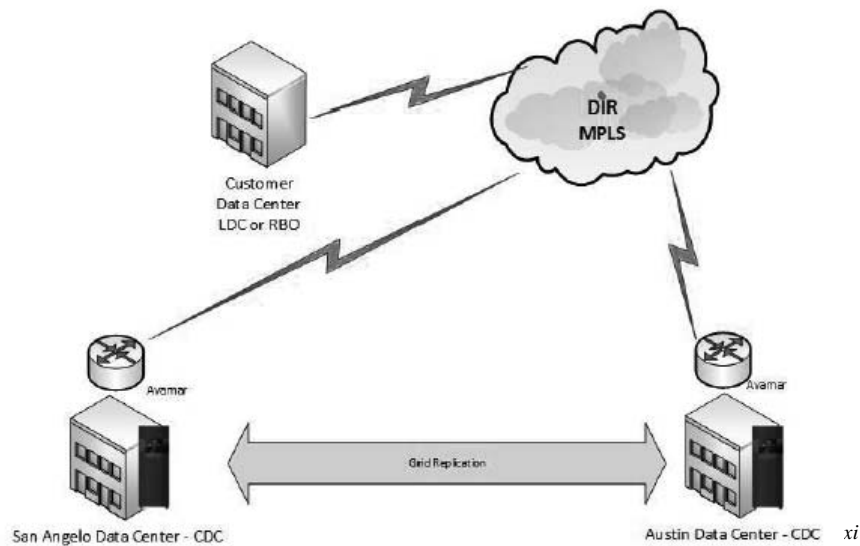 DIR
MPLS
Customer
Data Center
LDC or RBO
Avamar
Avamar
Grid Replication
San Angelo Data Center - CDC
Austin Data Center - CDC
xi